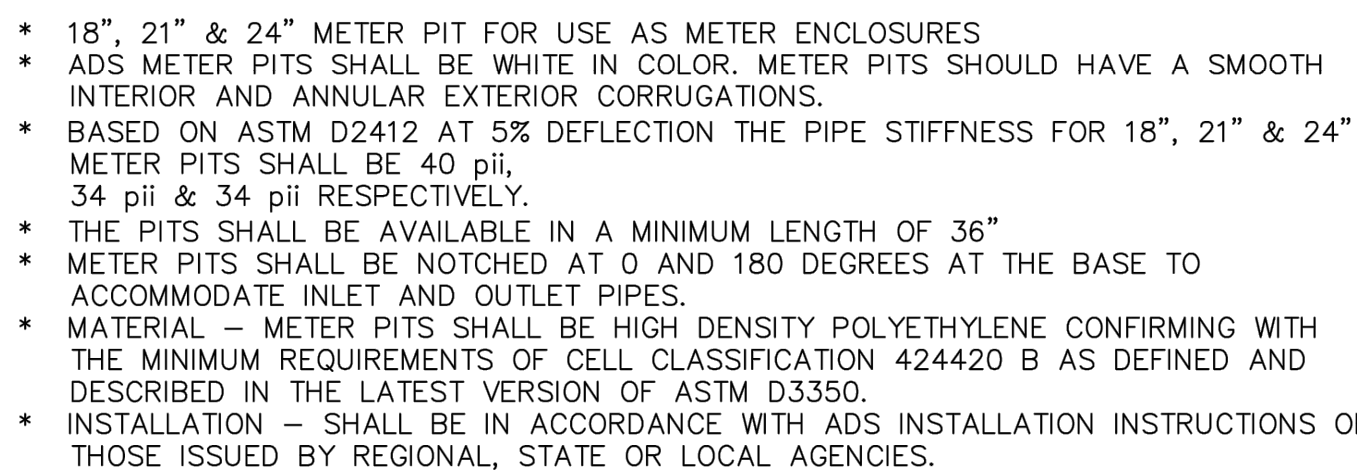 * 18", 21" & 24" METER PIT FOR USE AS METER ENCLOSURES
* ADS METER PITS SHALL BE WHITE IN COLOR. METER PITS SHOULD HAVE A SMOOTH
INTERIOR AND ANNULAR EXTERIOR CORRUGATIONS.
* BASED ON ASTM D2412 AT 5% DEFLECTION THE PIPE STIFFNESS FOR 18", 21" & 24"
METER PITS SHALL BE 40 pii,
34 pii & 34 pii RESPECTIVELY.
* THE PITS SHALL BE AVAILABLE IN A MINIMUM LENGTH OF 36"
* METER PITS SHALL BE NOTCHED AT 0 AND 180 DEGREES AT THE BASE TO
ACCOMMODATE INLET AND OUTLET PIPES.
* MATERIAL – METER PITS SHALL BE HIGH DENSITY POLYETHYLENE CONFIRMING WITH
THE MINIMUM REQUIREMENTS OF CELL CLASSIFICATION 424420 B AS DEFINED AND
DESCRIBED IN THE LATEST VERSION OF ASTM D3350.
* INSTALLATION – SHALL BE IN ACCORDANCE WITH ADS INSTALLATION INSTRUCTIONS
THOSE ISSUED BY REGIONAL, STATE OR LOCAL AGENCIES.